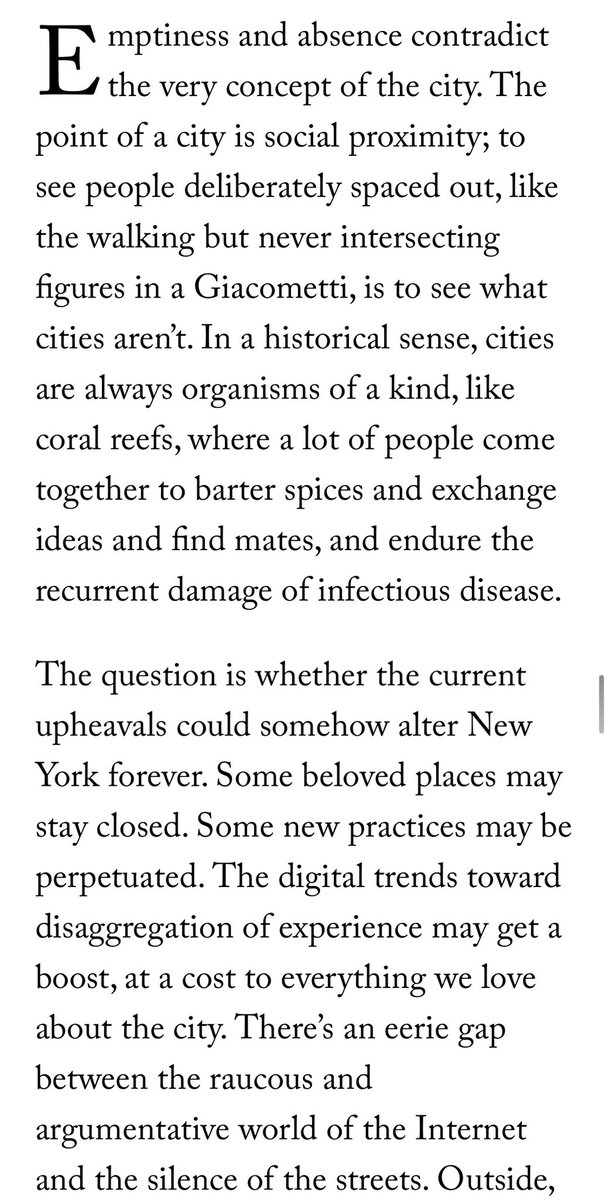 Emptiness and absence contradict
the very concept of the city. The
point of a city is social proximity; to
see people deliberately spaced out, like
the walking but never intersecting
figures in a Giacometti, is to see what
cities aren’t. In a historical sense, cities
are always organisms of a kind, like
coral reefs, where a lot of people come
together to barter spices and exchange
ideas and find mates, and endure the
recurrent damage of infectious disease.
The question is whether the current
upheavals could somehow alter New
York forever. Some beloved places may
stay closed. Some new practices may be
perpetuated. The digital trends toward
disaggregation of experience may get a
boost, at a cost to everything we love
about the city. There’s an eerie gap
between the raucous and
argumentative world of the Internet
and the silence of the streets. Outside,